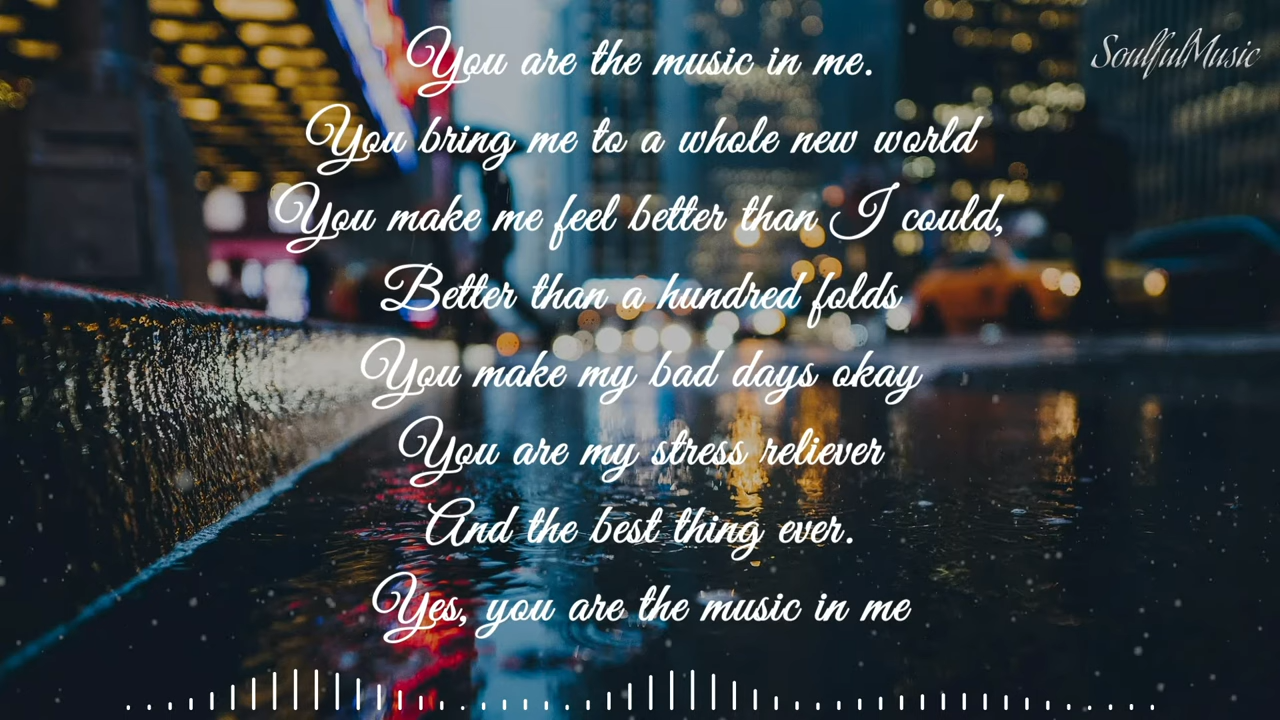 SoulfulMusic
You are the music in me.
You bring me to a whole new world
You make me feel better than I could,
Better than a hundred folds
You make my bad days okay
You are my stress reliever
And the best thing ever.
Yes, you are the music in me